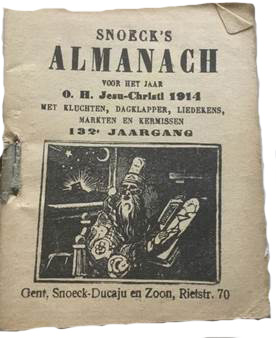 SNOECK'S
ALMANACH
VOOR HET JAAR
O. H. Jesu-Christi 1914
MET KLUCHTEN, DAGKLAPPER, LIEDEKENS,
MARKTEN EN KERMISSEN
132e JAARGANG
Gent, Snoeck-Ducaju en Zoon, Rietstr. 70